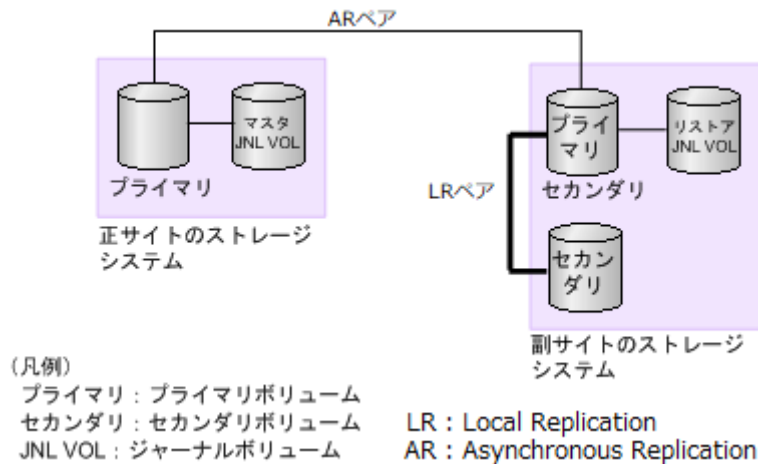 ARペア
マスタ
JNL VOL
プライマリ
正サイトのストレージ
システム
プライ
マリ
リストア
JNL VOL
セカンダリ
LRペア
セカン
ダリ
副サイトのストレージ
システム
（凡例）
プライマリ：プライマリボリューム
セカンダリ：セカンダリボリューム
JNL VOL：ジャーナルボリューム
LR : Local Replication
AR : Asynchronous Replication